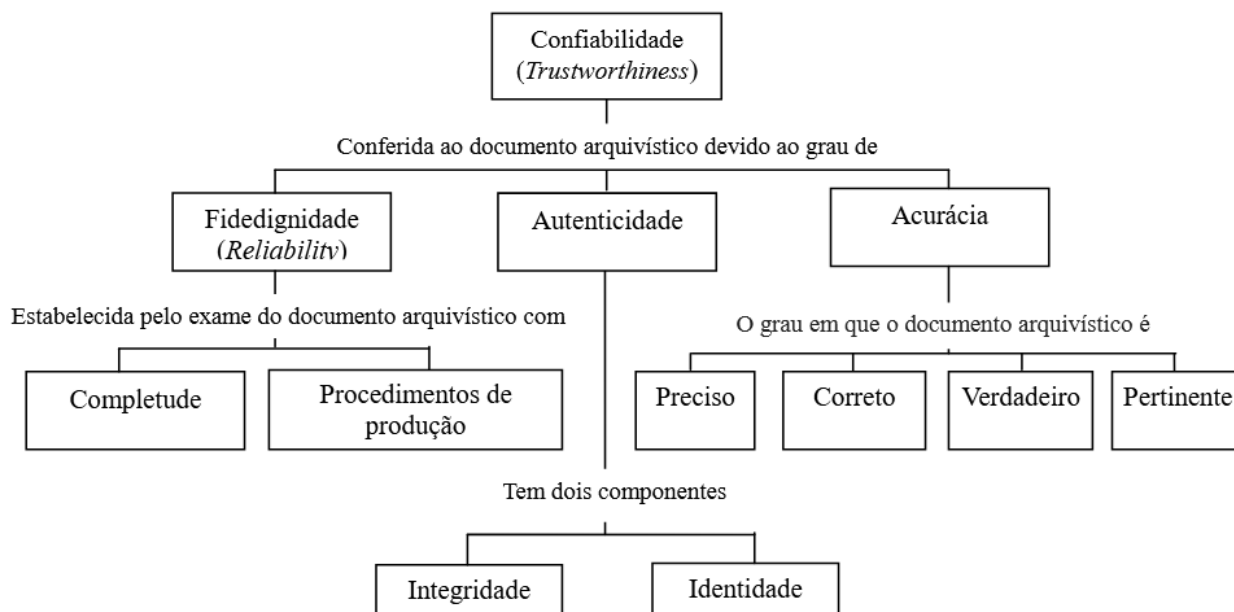 Confiabilidade
(Trustworthiness)
Conferida ao documento arquivístico devido ao grau de
Fidedignidade
(Reliability)
Autenticidade
Acurácia
Estabelecida pelo exame do documento arquivístico com
O grau em que o documento arquivístico é
Completude
Procedimentos de
produção
Preciso
Correto
Verdadeiro
Pertinente
Tem dois componentes
Integridade
Identidade